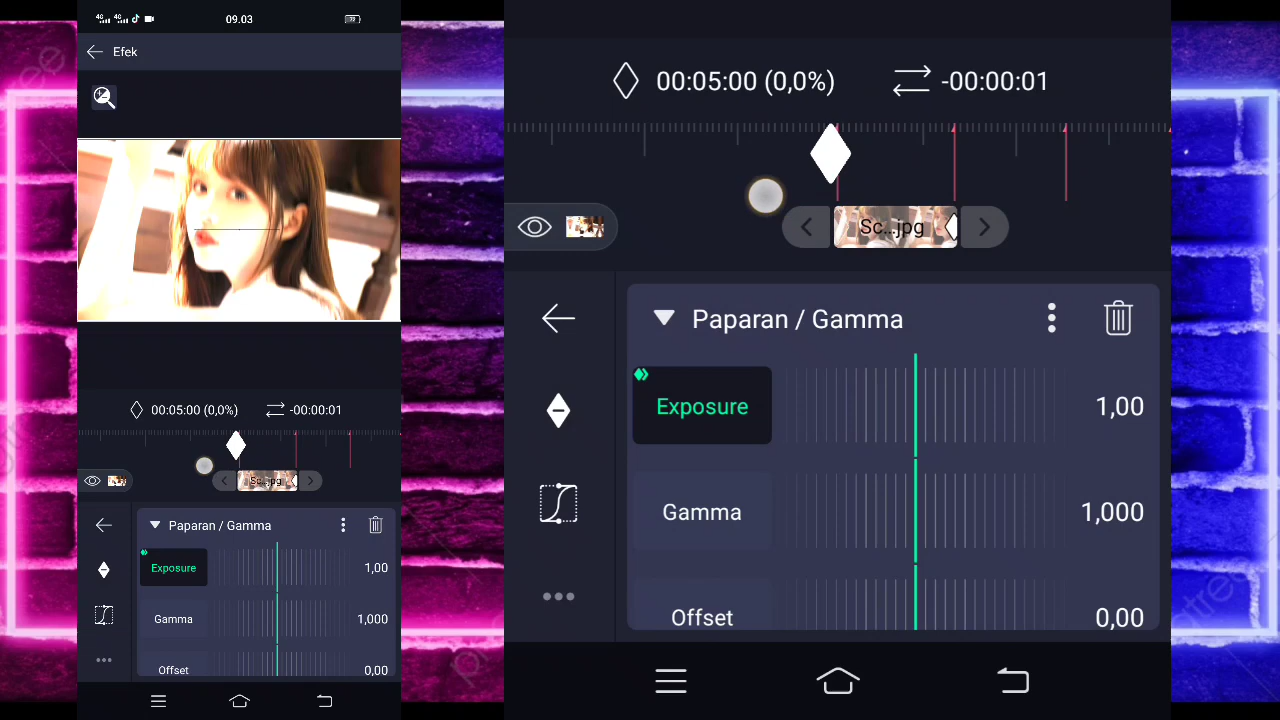 09.03
Efek
00:05:00 (0,0%)
-00:00:01
Sc...jpg
Paparan / Gamma
Exposure
1,00
Gamma
1,000
Offset
0,00
00:05:00 (0,0%)
-00:00:01
Sc...jpg
Paparan / Gamma
Exposure
1,00
Gamma
1,000
Offset
0,00